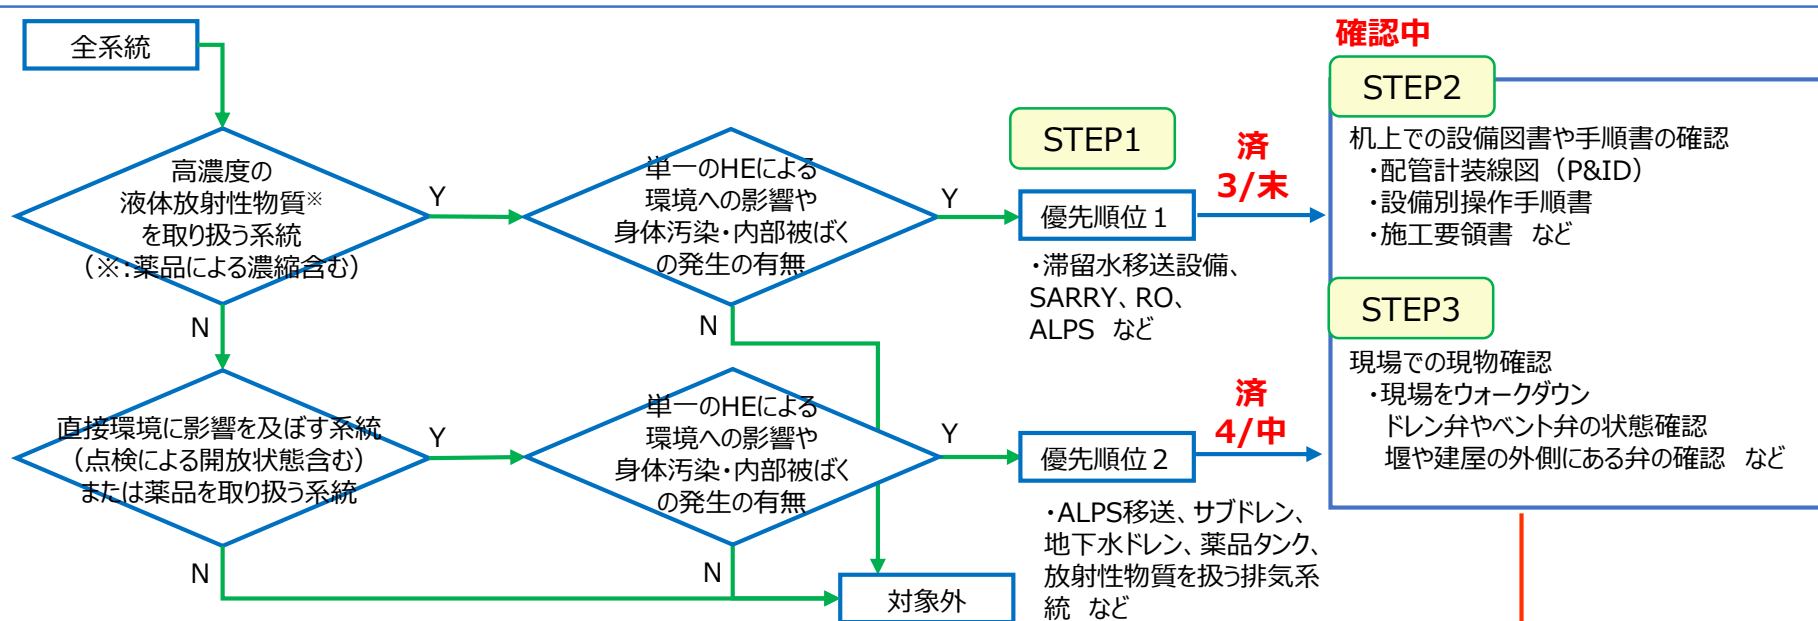 全系統
高濃度の
液体放射性物質※
を取り扱う系統
（※：薬品による濃縮含む）
Y
N
単一のHEによる
環境への影響や
身体汚染・内部被ばく
の発生の有無
Y
N
STEP1
優先順位１
・滞留水移送設備、
SARRY、RO、
ALPS など
済
3/末
直接環境に影響を及ぼす系統
（点検による開放状態含む）
または薬品を取り扱う系統
Y
N
単一のHEによる
環境への影響や
身体汚染・内部被ばく
の発生の有無
Y
N
優先順位２
・ALPS移送、サブドレン、
地下水ドレン、薬品タンク、
放射性物質を扱う排気系
統 など
済
4/中
対象外
確認中
STEP2
机上での設備図書や手順書の確認
・配管計装線図（P&ID）
・設備別操作手順書
・施工要領書 など
STEP3
現場での現物確認
・現場をウォークダウン
ドレン弁やベント弁の状態確認
堰や建屋の外側にある弁の確認 など